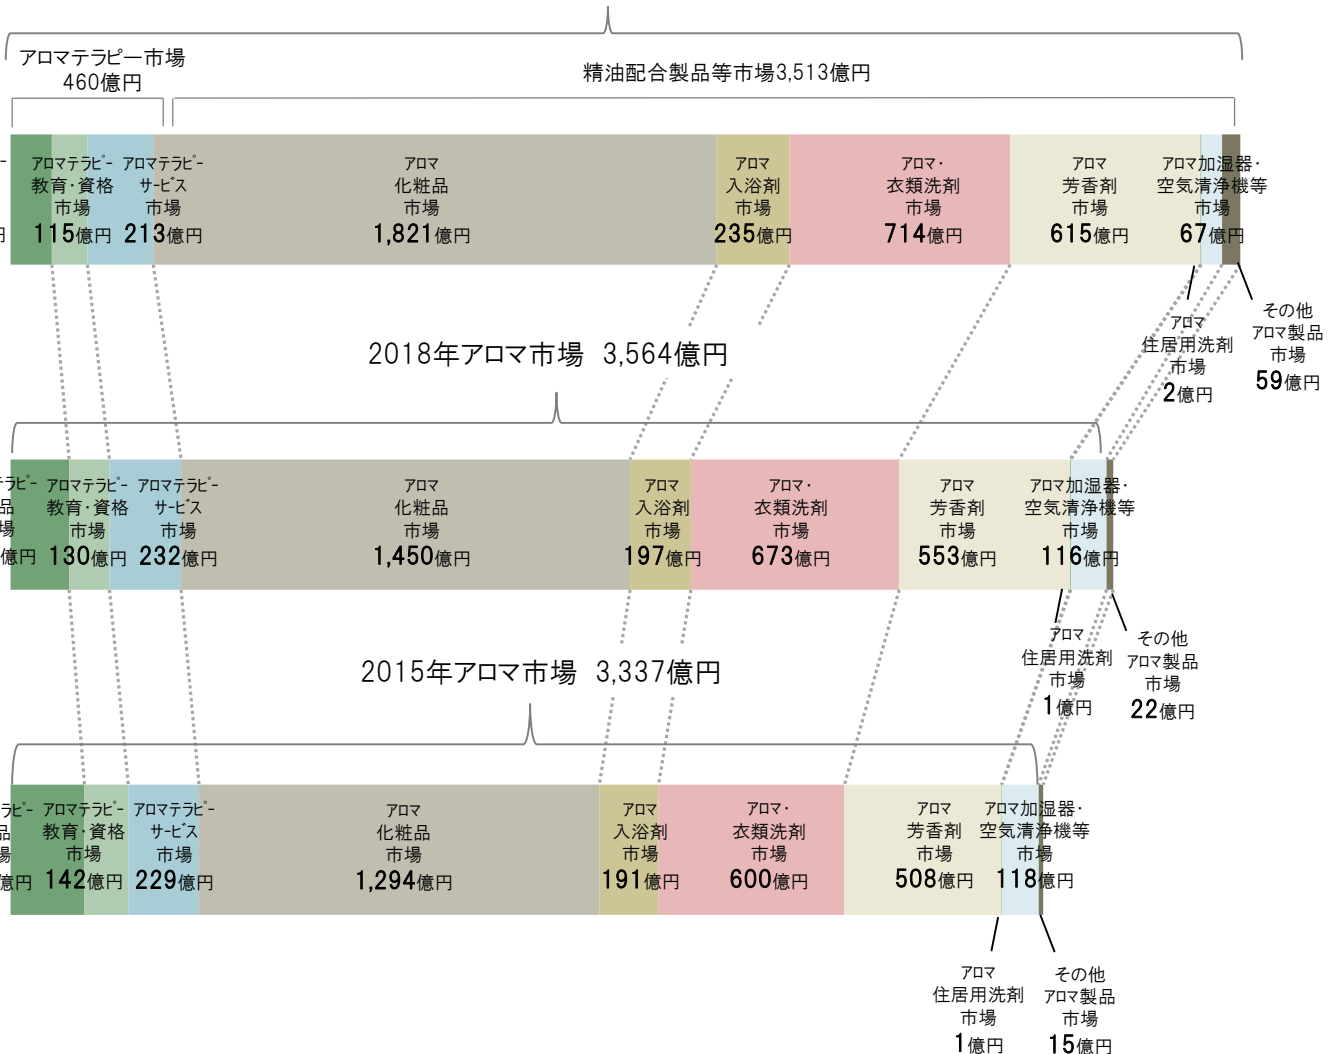 アロマテラピー市場
460億円
精油配合製品等市場3,513億円
アロマテラピー
教育・資格
市場
115億円
アロマテラピー
サービス
市場
213億円
アロマ
化粧品
市場
1,821億円
アロマ
入浴剤
市場
235億円
アロマ・
衣類洗剤
市場
714億円
アロマ
芳香剤
市場
615億円
アロマ加湿器・
空気清浄機等
市場
67億円
アロマ
住居用洗剤
市場
2億円
その他
アロマ製品
市場
59億円
2018年アロマ市場 3,564億円
テラピー
品
場
億円
アロマテラピー
教育・資格
市場
130億円
アロマテラピー
サービス
市場
232億円
アロマ
化粧品
市場
1,450億円
アロマ
入浴剤
市場
197億円
アロマ・
衣類洗剤
市場
673億円
アロマ
芳香剤
市場
553億円
アロマ加湿器・
空気清浄機等
市場
116億円
アロマ
住居用洗剤
市場
1億円
その他
アロマ製品
市場
22億円
2015年アロマ市場 3,337億円
ラピー
品
場
億円
アロマテラピー
教育・資格
市場
142億円
アロマテラピー
サービス
市場
229億円
アロマ
化粧品
市場
1,294億円
アロマ
入浴剤
市場
191億円
アロマ・
衣類洗剤
市場
600億円
アロマ
芳香剤
市場
508億円
アロマ加湿器・
空気清浄機等
市場
118億円
アロマ
住居用洗剤
市場
1億円
その他
アロマ製品
市場
15億円